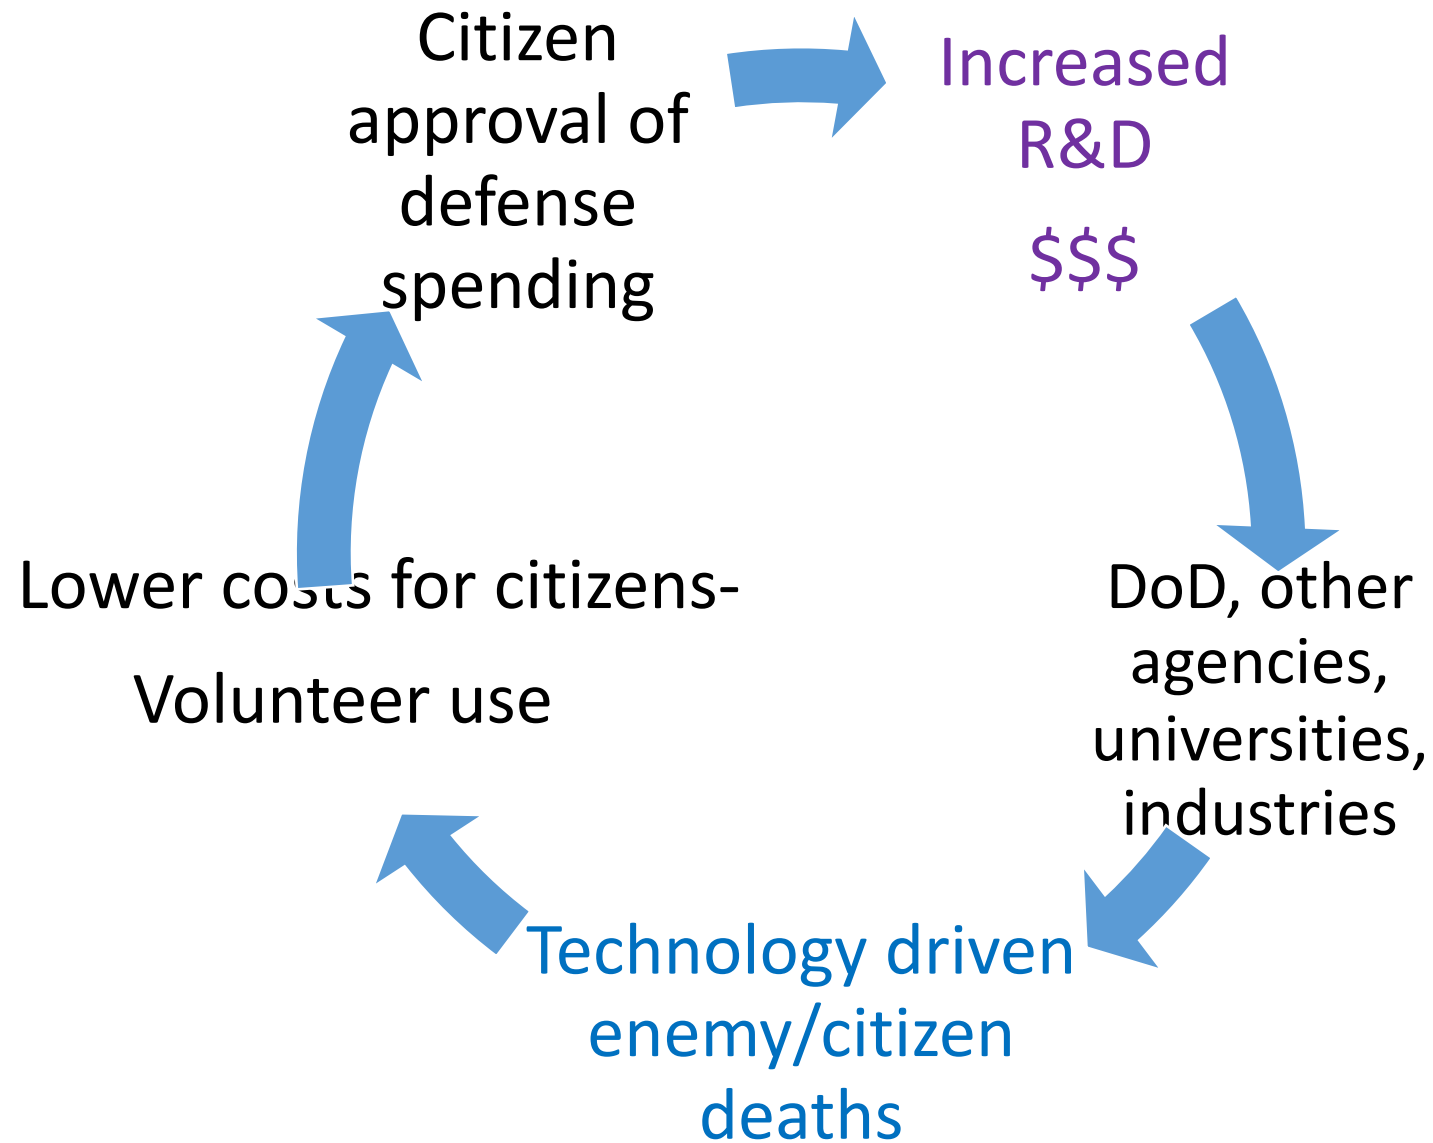 Citizen
approval of
defense
spending
Increased
R&D
$$$
DoD, other
agencies,
universities,
industries
Technology driven
enemy/citizen
deaths
Lower costs for citizens-
Volunteer use